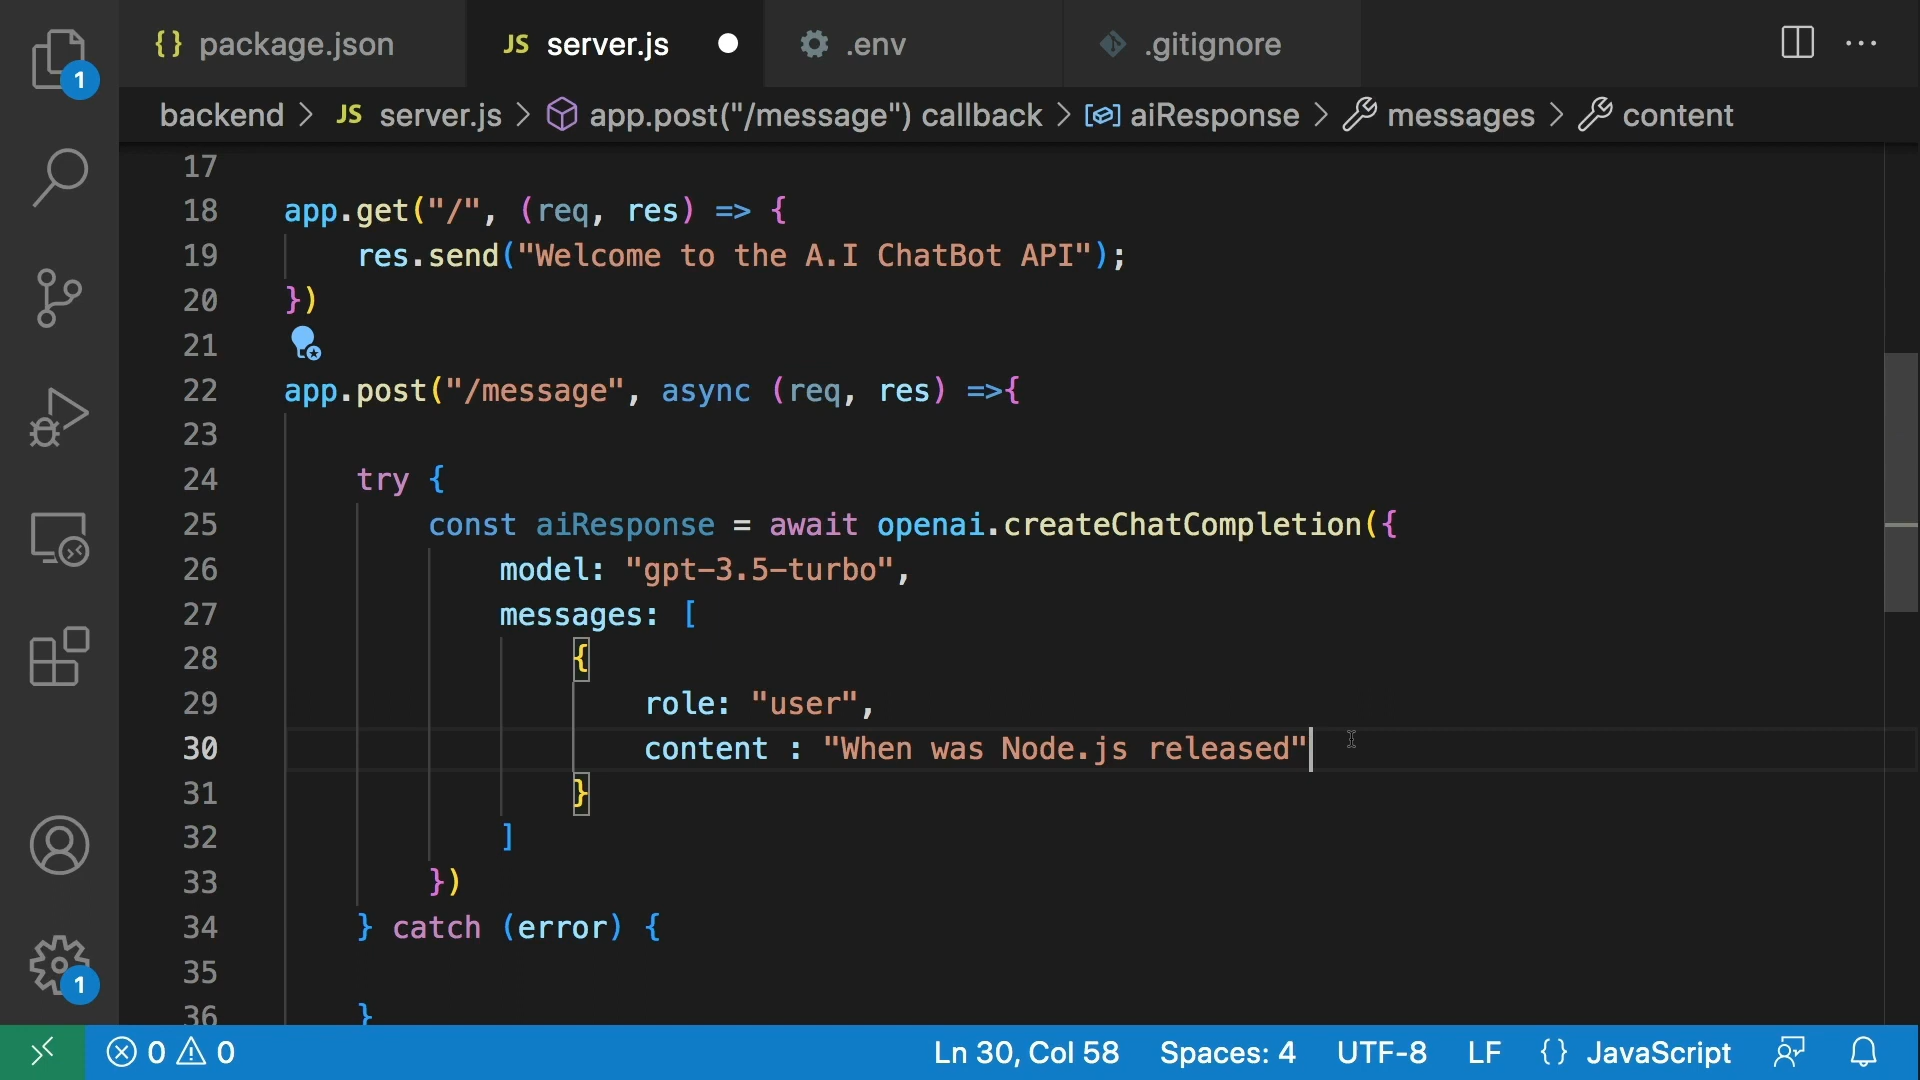 {} package.json JS server.js .env .gitignore ...
1
backend > JS server.js > app.post("/message") callback > aiResponse > messages > content
17
18 app.get("/", (req, res) => {
19 res.send("Welcome to the A.I ChatBot API");
20 })
21
22 app.post("/message", async (req, res) =>{
23
24 try {
25 const aiResponse = await openai.createChatCompletion({
26 model: "gpt-3.5-turbo",
27 messages: [
28 {
29 role: "user",
30 content : "When was Node.js released"
31 }
32 ]
33 })
34 } catch (error) {
35
1
36 }
0 0 Ln 30, Col 58 Spaces: 4 UTF-8 LF {} JavaScript